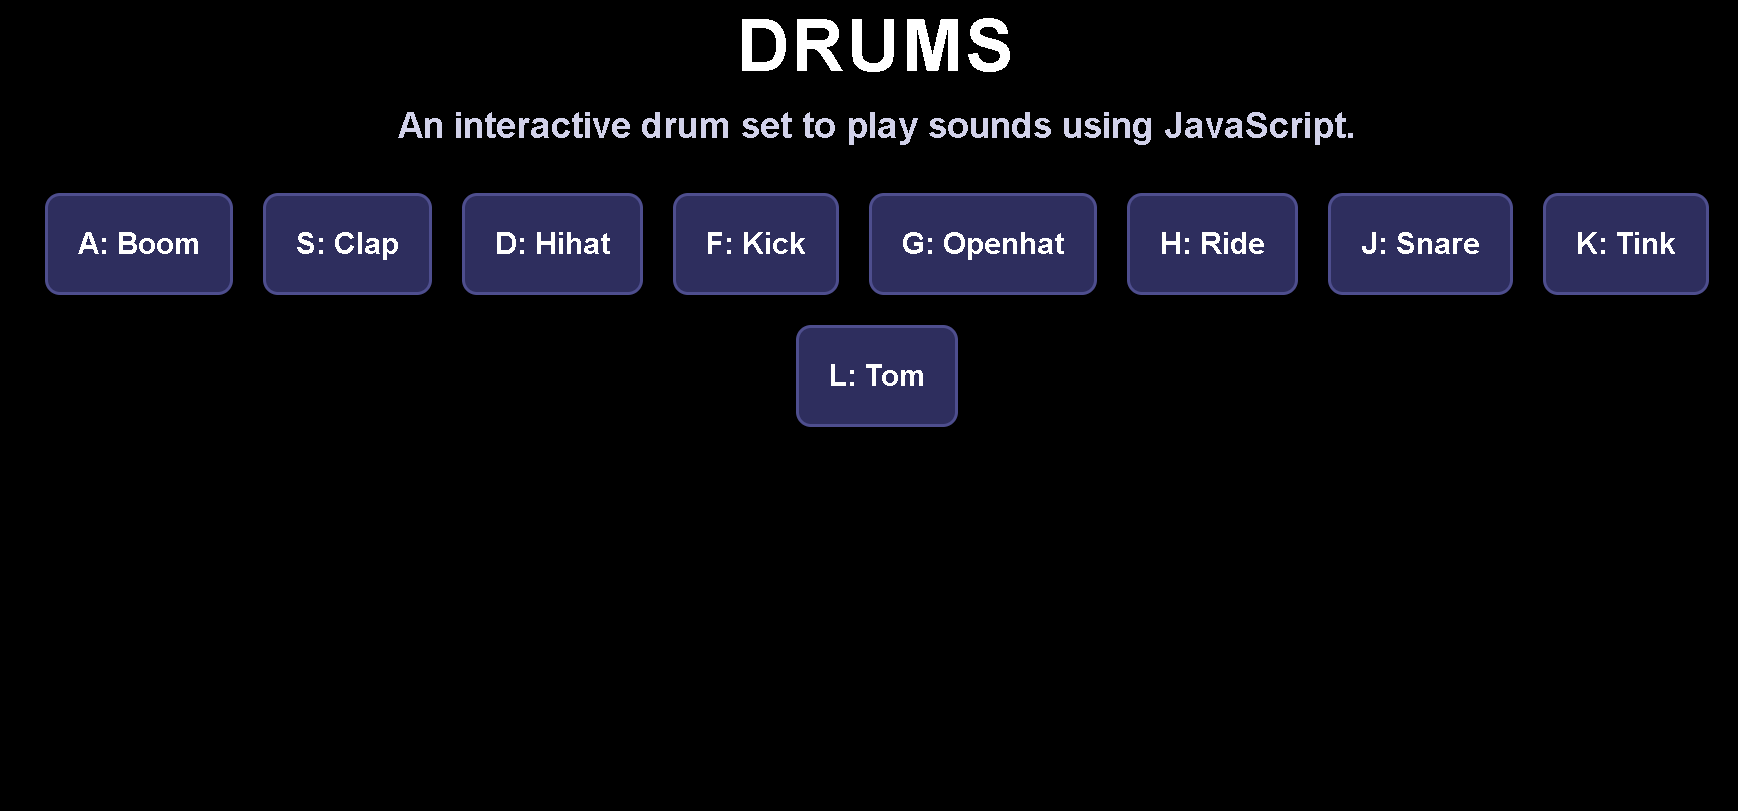 DRUMS
An interactive drum set to play sounds using JavaScript.
A: Boom S: Clap D: Hihat F: Kick G: Openhat H: Ride J: Snare K: Tink
L: Tom